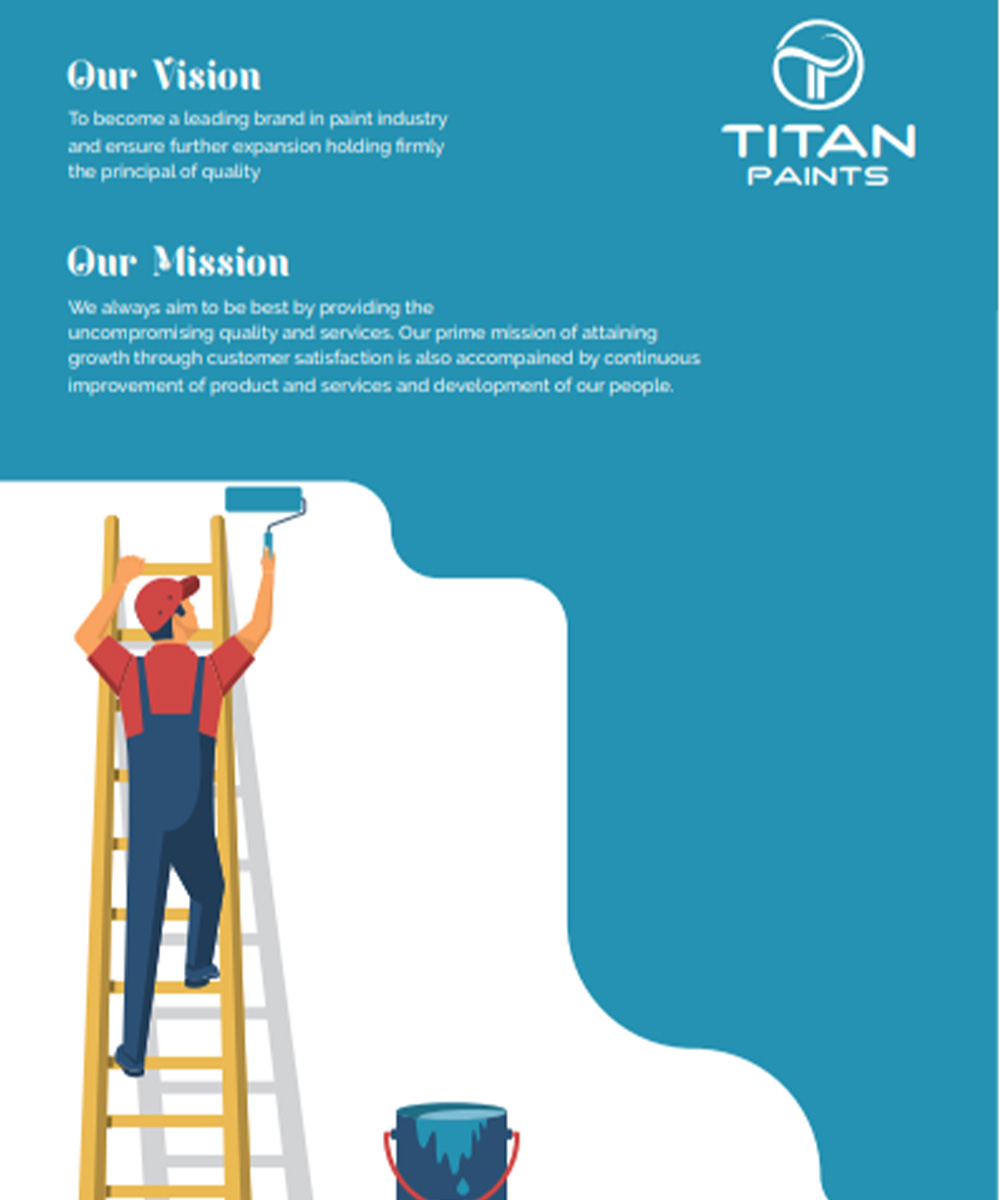 Our Vision
To become a leading brand in paint industry
and ensure further expansion holding firmly
the principal of quality
TITAN
PAINTS
Our Mission
We always aim to be best by providing the
uncompromising quality and services. Our prime mission of attaining
growth through customer satisfaction is also accompained by continuous
improvement of product and services and development of our people.